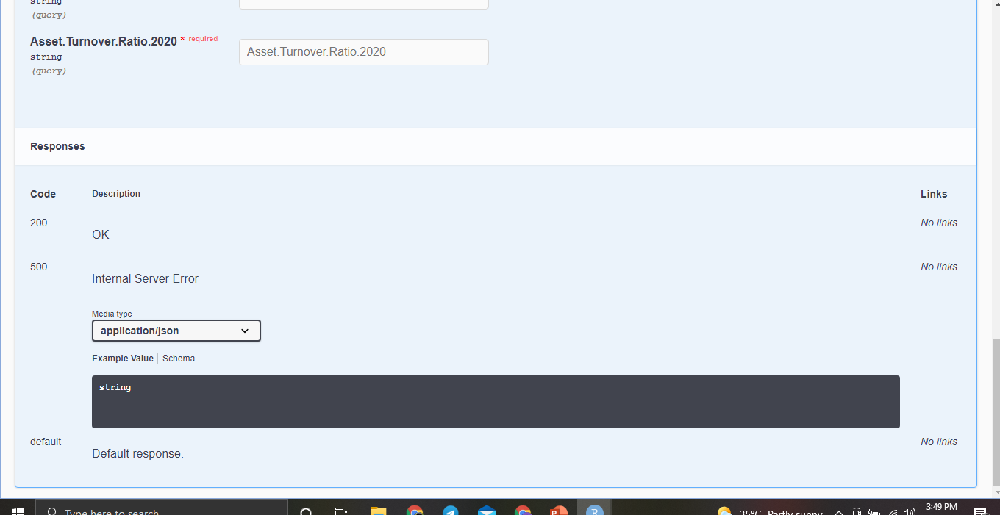 string
(query)
Asset.Turnover.Ratio.2020 * required
string
(query)
Asset.Turnover.Ratio.2020
Responses
Code Description Links
200 No links
OK
500 No links
Internal Server Error
Media type
application/json
Example Value Schema
string
default No links
Default response.
Type here to search
35°C Partly sunny
3:49 PM